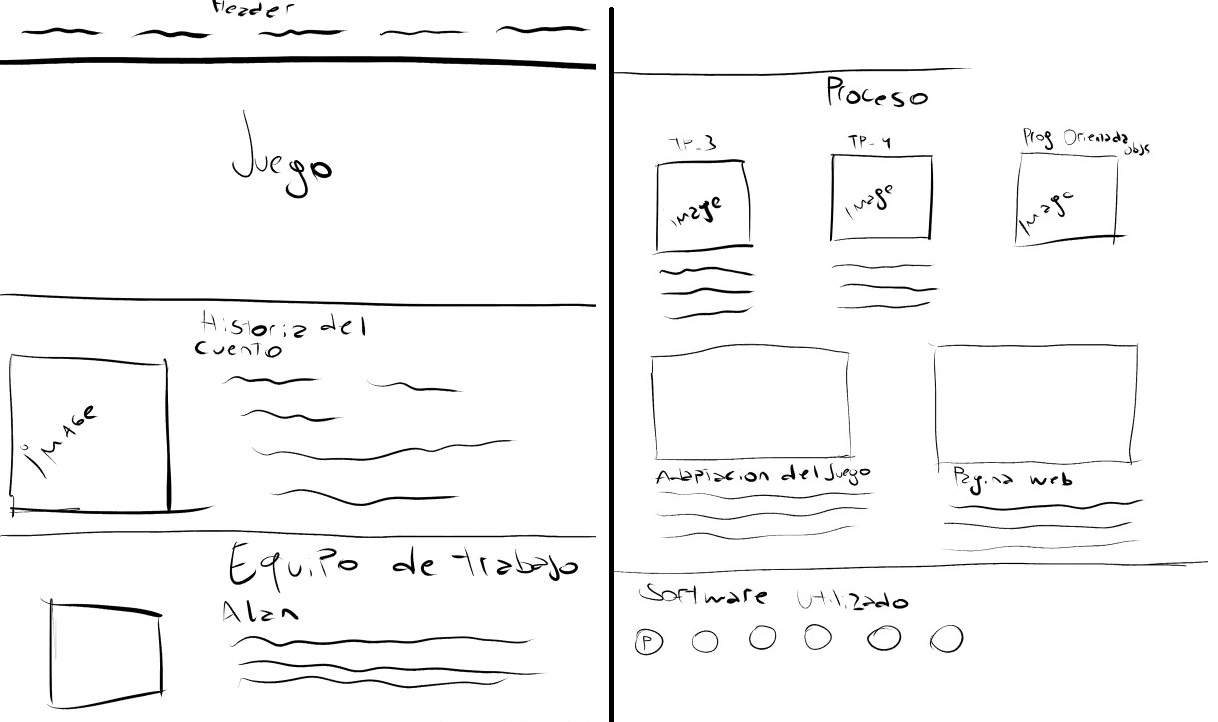 Header
Juego
Historia del
cuento
image
Equipo de trabajo
Alan
Proceso
TP-3
TP-4
Prog Orientada
objs
image
image
image
Adaptacion del Juego
Pagina web
Software Utilizado
P